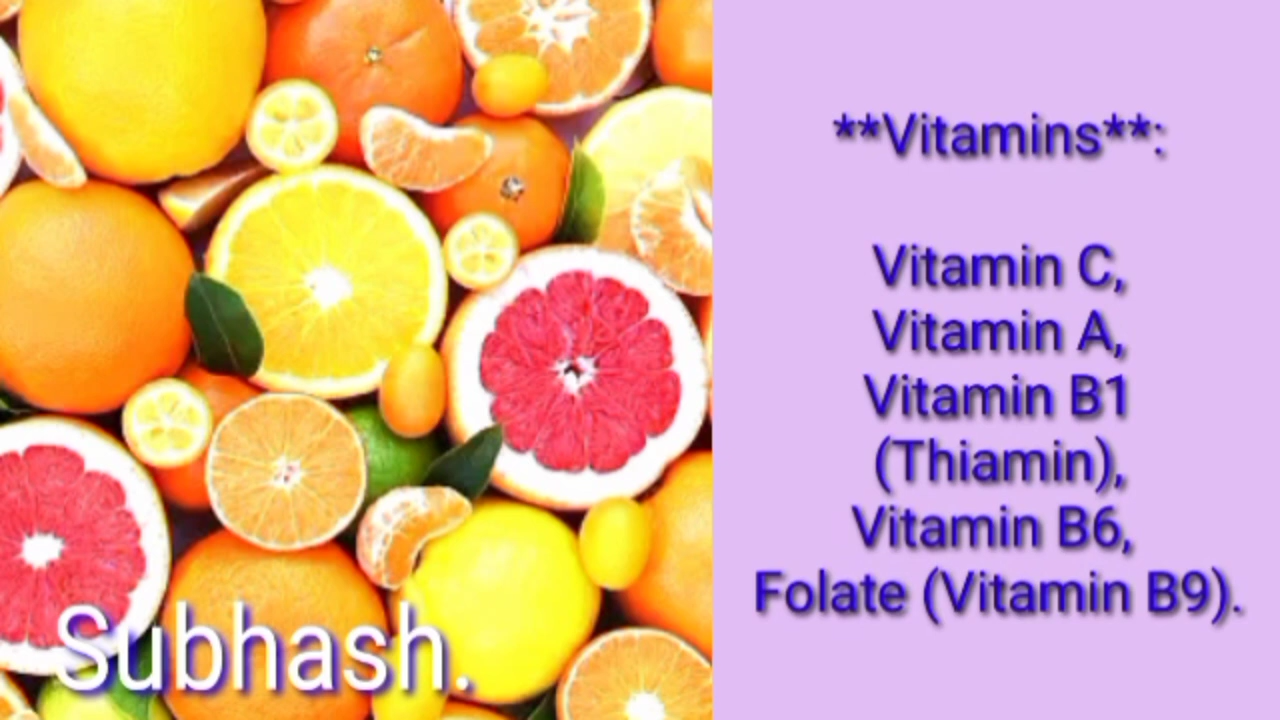 **Vitamins**:
Vitamin C,
Vitamin A,
Vitamin B1
(Thiamin),
Vitamin B6,
Folate (Vitamin B9).
Subhash.